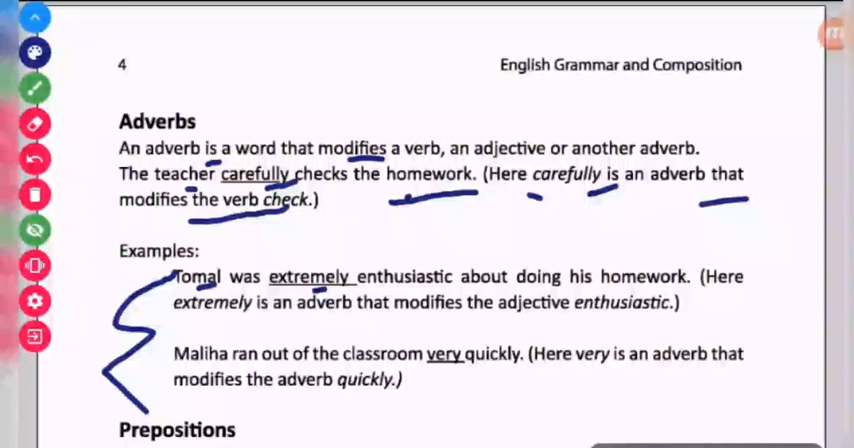 4 English Grammar and Composition
Adverbs
An adverb is a word that modifies a verb, an adjective or another adverb.
The teacher carefully checks the homework. (Here carefully is an adverb that
modifies the verb check.)
Examples:
Tomal was extremely enthusiastic about doing his homework. (Here
extremely is an adverb that modifies the adjective enthusiastic.)
Maliha ran out of the classroom very quickly. (Here very is an adverb that
modifies the adverb quickly.)
Prepositions